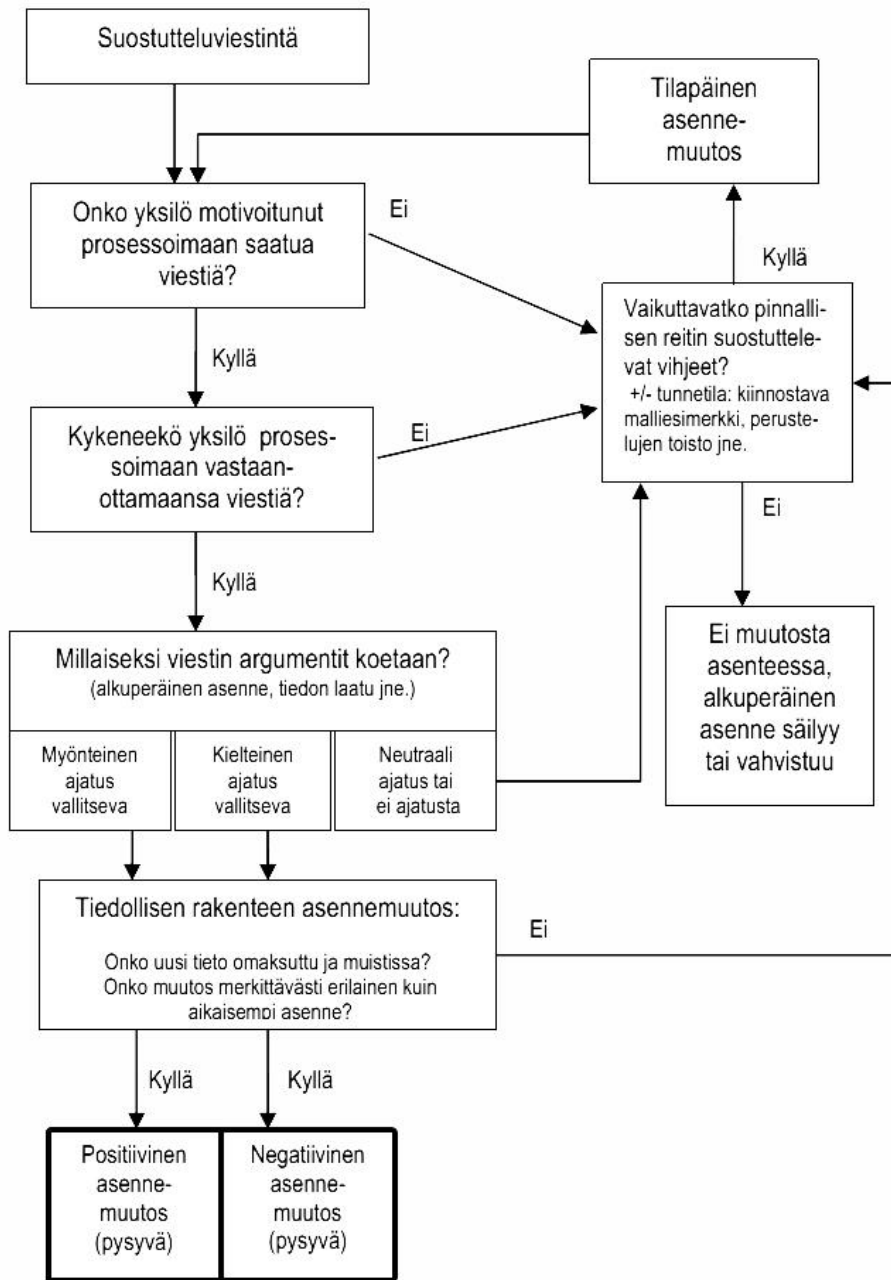 Suostutteluviestintä
Tilapäinen
asenne-
muutos
Onko yksilö motivoitunut
prosessoimaan saatua
viestiä?
Ei
Kyllä
Vaikuttavatko pinnalli-
sen reitin suostuttele-
vat vihjeet?
+/- tunnetila: kiinnostava
malliesimerkki, peruste-
lujen toisto jne.
Kyllä
Kykeneekö yksilö proses-
soimaan vastaan-
ottamaansa viestiä?
Ei
Ei
Kyllä
Ei muutosta
asenteessa,
alkuperäinen
asenne säilyy
tai vahvistuu
Millaiseksi viestin argumentit koetaan?
(alkuperäinen asenne, tiedon laatu jne.)
Myönteinen
ajatus
vallitseva
Kielteinen
ajatus
vallitseva
Neutraali
ajatus tai
ei ajatusta
Tiedollisen rakenteen asennemuutos:
Onko uusi tieto omaksuttu ja muistissa?
Onko muutos merkittävästi erilainen kuin
aikaisempi asenne?
Ei
Kyllä
Kyllä
Positiivinen
asenne-
muutos
(pysyvä)
Negatiivinen
asenne-
muutos
(pysyvä)